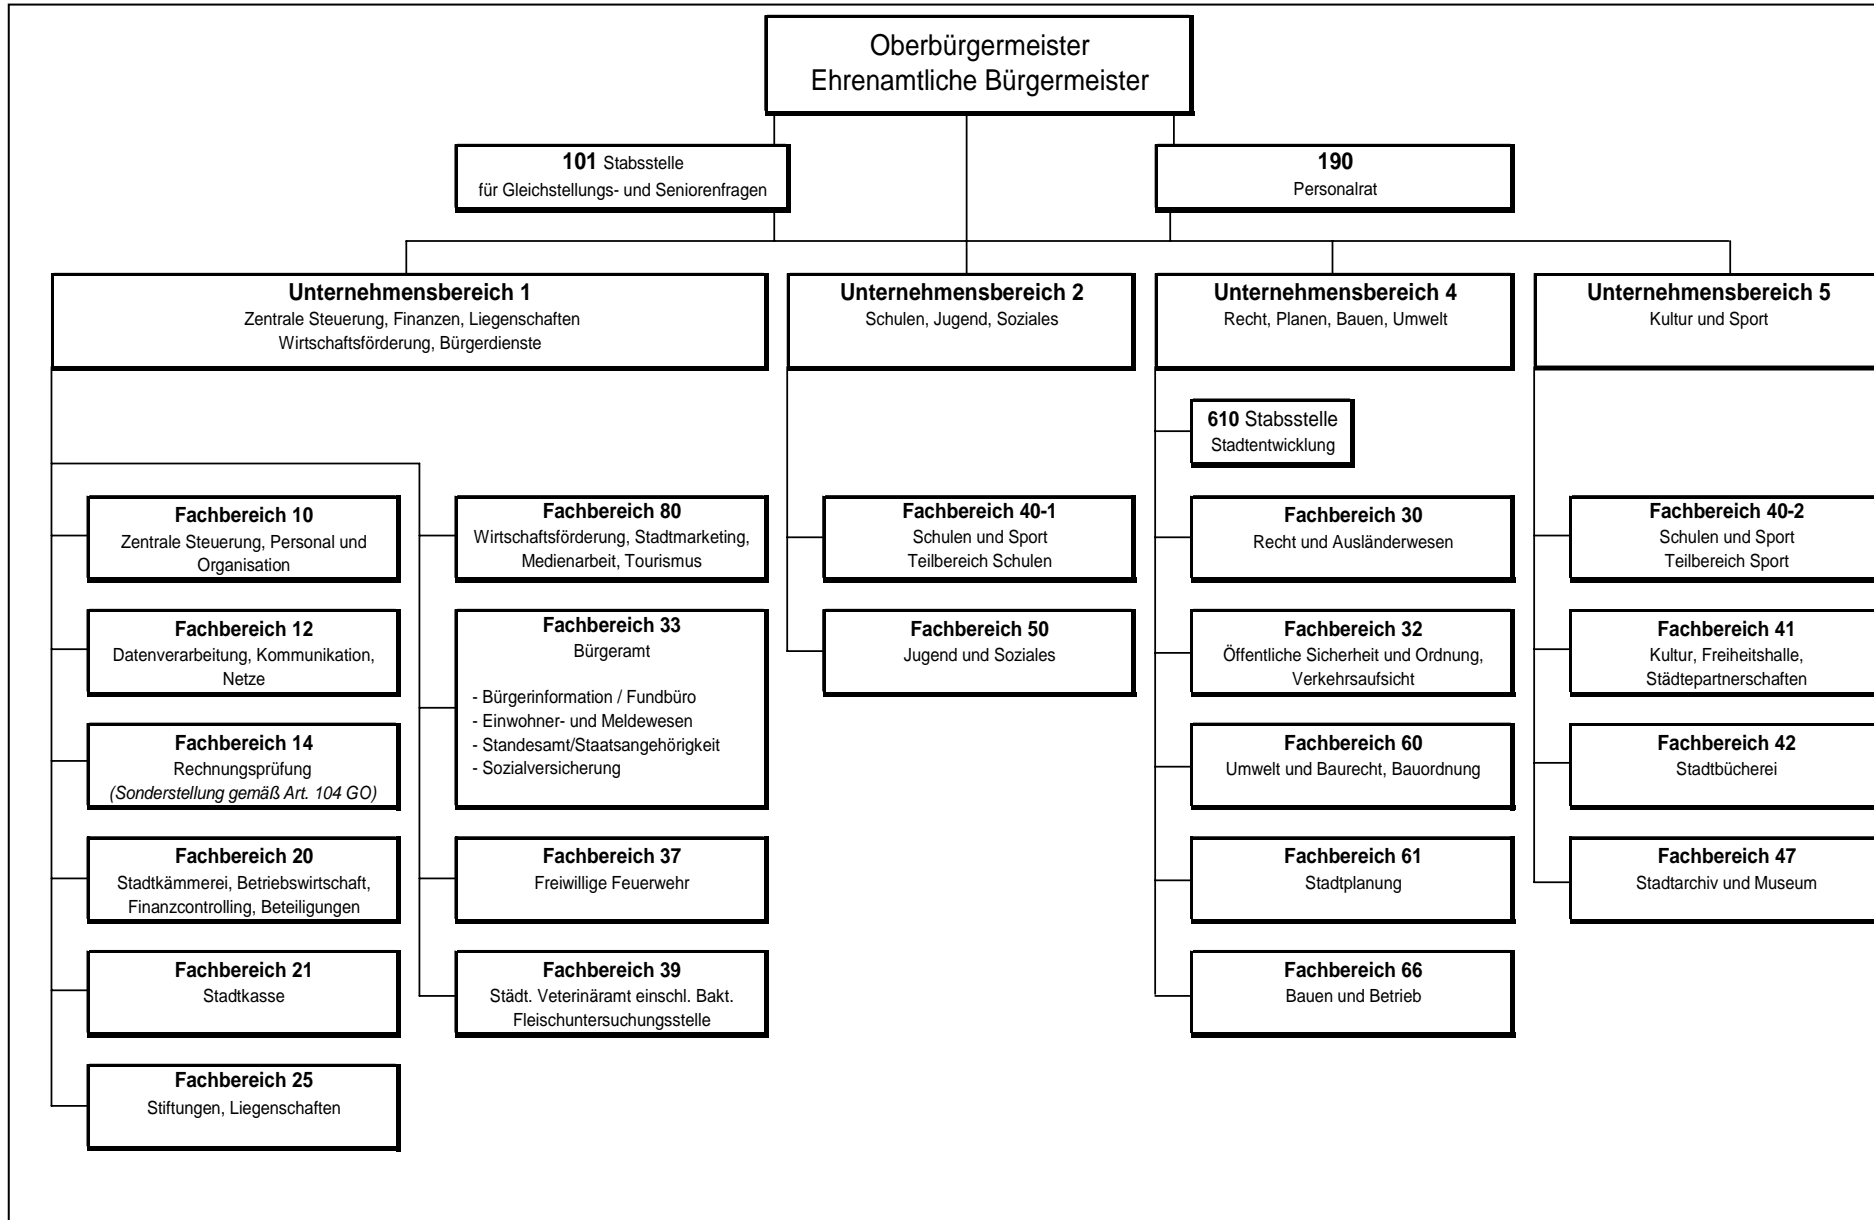 Oberbürgermeister
Ehrenamtliche Bürgermeister
101 Stabsstelle
für Gleichstellungs- und Seniorenfragen
190
Personalrat
Unternehmensbereich 1
Zentrale Steuerung, Finanzen, Liegenschaften
Wirtschaftsförderung, Bürgerdienste
Unternehmensbereich 2
Schulen, Jugend, Soziales
Unternehmensbereich 4
Recht, Planen, Bauen, Umwelt
Unternehmensbereich 5
Kultur und Sport
610 Stabsstelle
Stadtentwicklung
Fachbereich 10
Zentrale Steuerung, Personal und
Organisation
Fachbereich 12
Datenverarbeitung, Kommunikation,
Netze
Fachbereich 14
Rechnungsprüfung
(Sonderstellung gemäß Art. 104 GO)
Fachbereich 20
Stadtkämmerei, Betriebswirtschaft,
Finanzcontrolling, Beteiligungen
Fachbereich 21
Stadtkasse
Fachbereich 25
Stiftungen, Liegenschaften
Fachbereich 80
Wirtschaftsförderung, Stadtmarketing,
Medienarbeit, Tourismus
Fachbereich 33
Bürgeramt
- Bürgerinformation / Fundbüro
- Einwohner- und Meldewesen
- Standesamt/Staatsangehörigkeit
- Sozialversicherung
Fachbereich 37
Freiwillige Feuerwehr
Fachbereich 39
Städt. Veterinäramt einschl. Bakt.
Fleischuntersuchungsstelle
Fachbereich 40-1
Schulen und Sport
Teilbereich Schulen
Fachbereich 50
Jugend und Soziales
Fachbereich 30
Recht und Ausländerwesen
Fachbereich 32
Öffentliche Sicherheit und Ordnung,
Verkehrsaufsicht
Fachbereich 60
Umwelt und Baurecht, Bauordnung
Fachbereich 61
Stadtplanung
Fachbereich 66
Bauen und Betrieb
Fachbereich 40-2
Schulen und Sport
Teilbereich Sport
Fachbereich 41
Kultur, Freiheitshalle,
Städtepartnerschaften
Fachbereich 42
Stadtbücherei
Fachbereich 47
Stadtarchiv und Museum